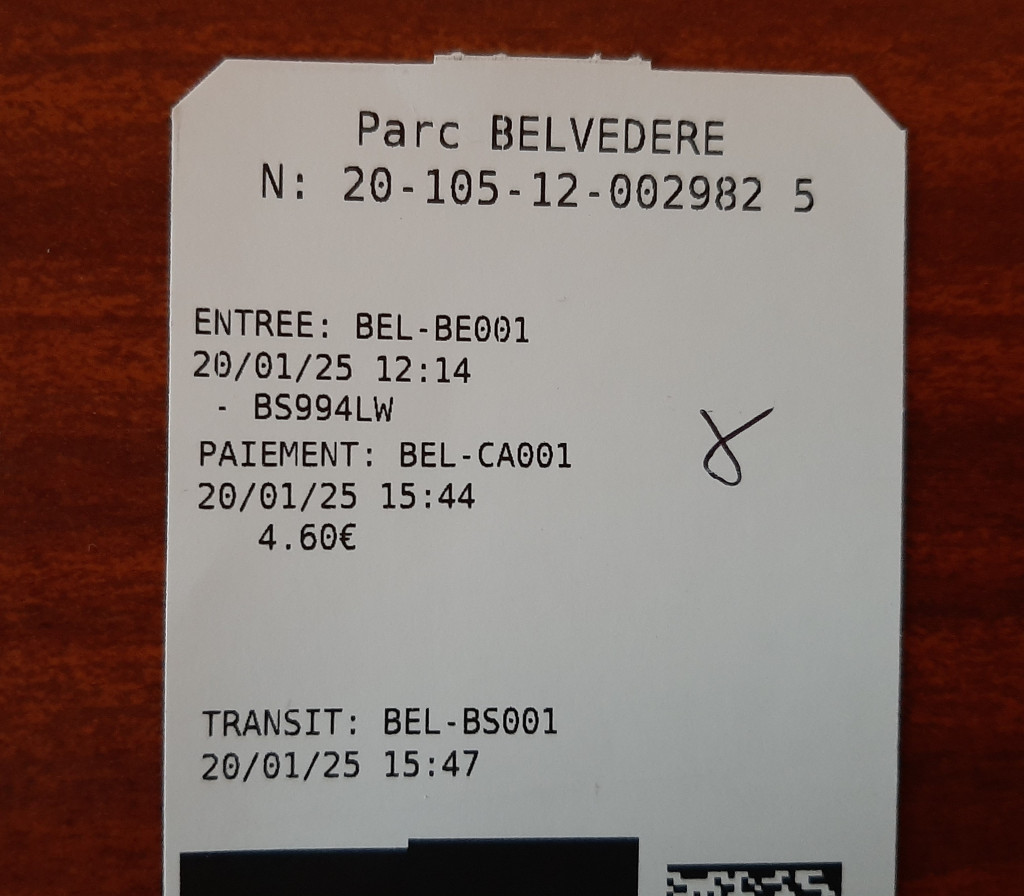 Parc BELVEDERE
N: 20-105-12-002982 5
ENTREE: BEL-BE001
20/01/25 12:14
- BS994LW
PAIEMENT: BEL-CA001
20/01/25 15:44
4.60€
TRANSIT: BEL-BS001
20/01/25 15:47